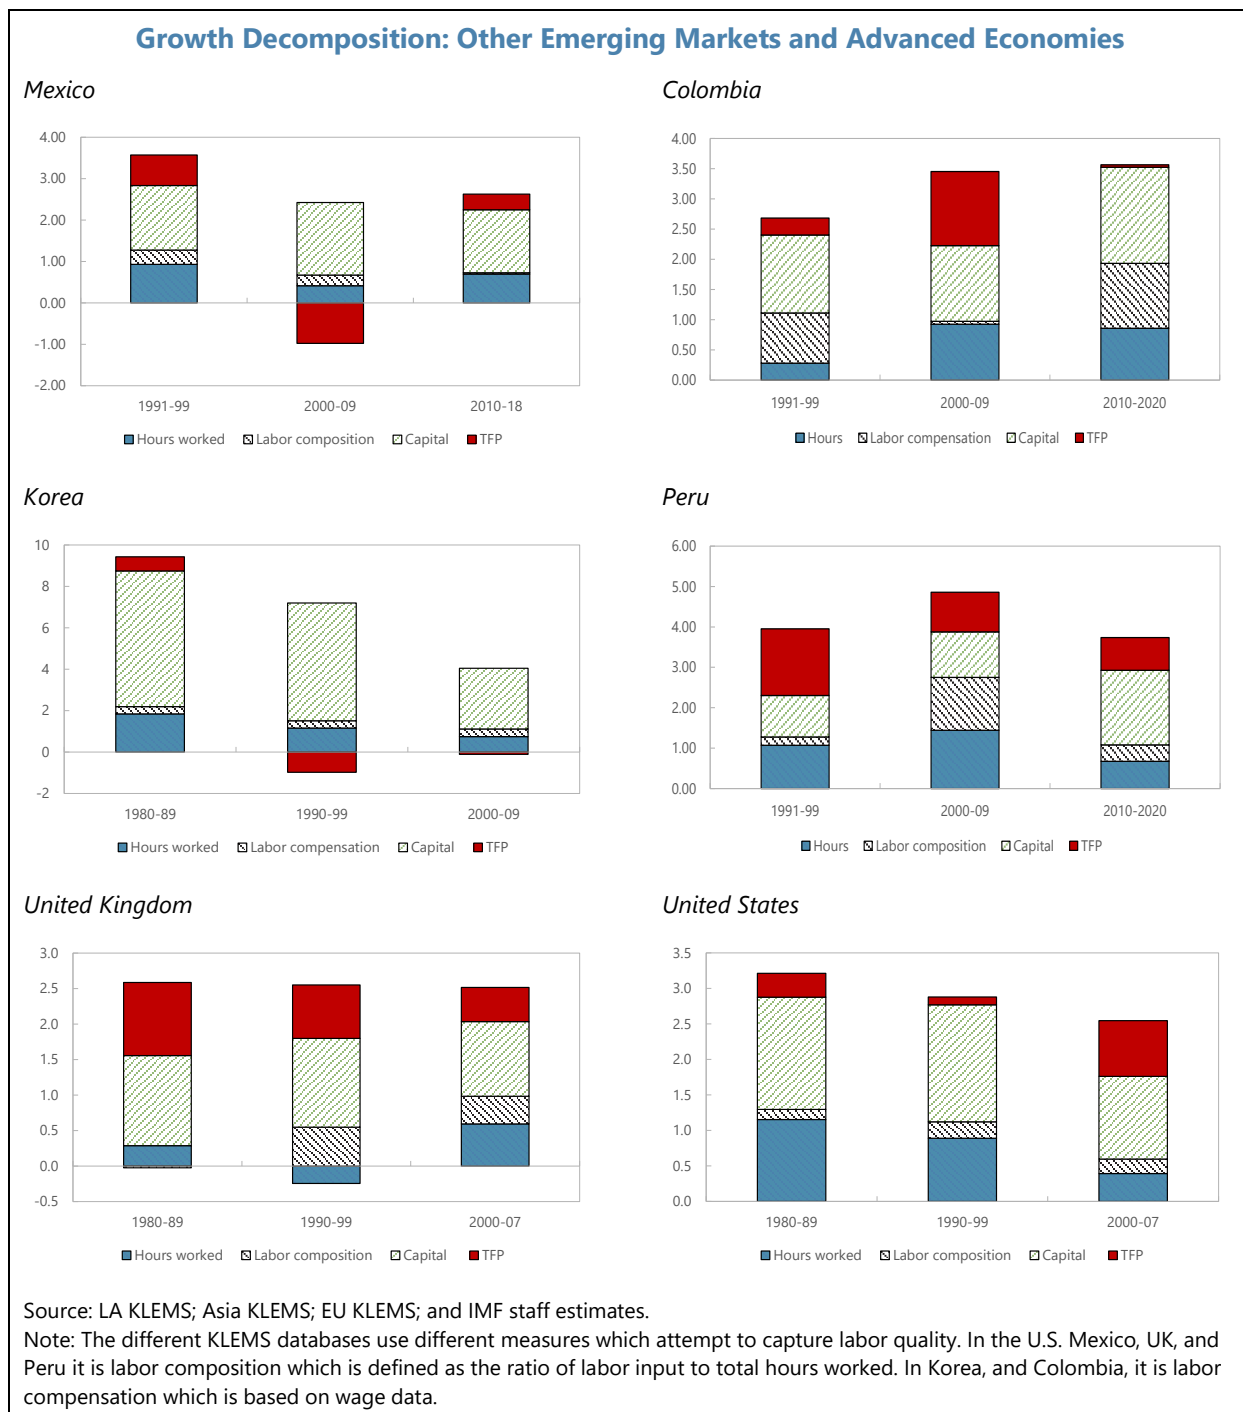 Growth Decomposition: Other Emerging Markets and Advanced Economies
Mexico
4.00
3.00
2.00
1.00
0.00
-1.00
-2.00
1991-99 2000-09 2010-18
Hours worked Labor composition Capital TFP
Colombia
4.00
3.50
3.00
2.50
2.00
1.50
1.00
0.50
0.00
1991-99 2000-09 2010-2020
Hours Labor compensation Capital TFP
Korea
10
8
6
4
2
0
-2
1980-89 1990-99 2000-09
Hours worked Labor compensation Capital TFP
Peru
6.00
5.00
4.00
3.00
2.00
1.00
0.00
1991-99 2000-09 2010-2020
Hours Labor composition Capital TFP
United Kingdom
3.0
2.5
2.0
1.5
1.0
0.5
0.0
-0.5
1980-89 1990-99 2000-07
Hours worked Labor composition Capital TFP
United States
3.5
3.0
2.5
2.0
1.5
1.0
0.5
0.0
1980-89 1990-99 2000-07
Hours worked Labor composition Capital TFP
Source: LA KLEMS; Asia KLEMS; EU KLEMS; and IMF staff estimates.
Note: The different KLEMS databases use different measures which attempt to capture labor quality. In the U.S. Mexico, UK, and
Peru it is labor composition which is defined as the ratio of labor input to total hours worked. In Korea, and Colombia, it is labor
compensation which is based on wage data.